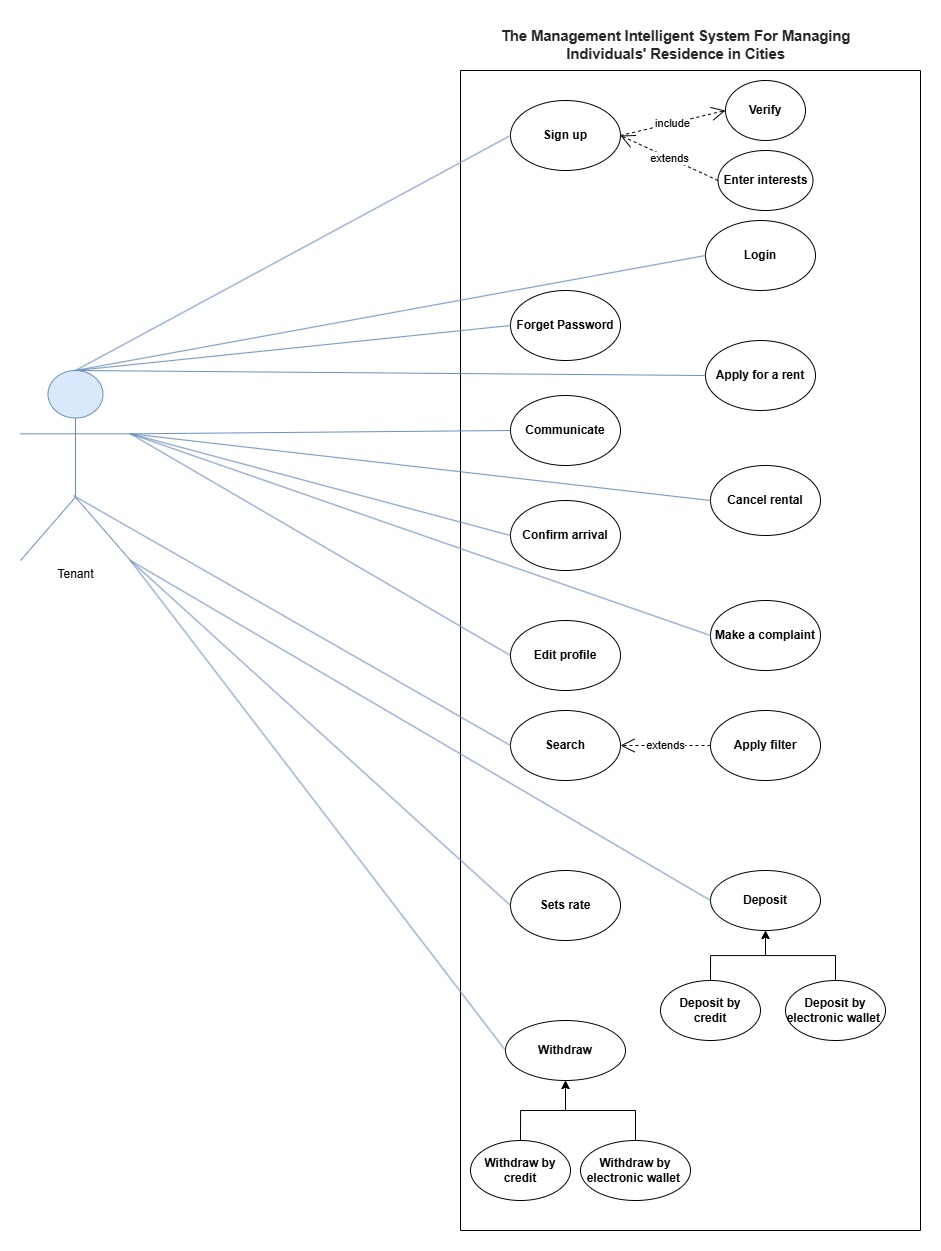 The Management Intelligent System For Managing
Individuals' Residence in Cities
Verify
Sign up
include
extends
Enter interests
Login
Forget Password
Apply for a rent
Communicate
Cancel rental
Confirm arrival
Tenant
Make a complaint
Edit profile
Search
extends
Apply filter
Sets rate
Deposit
Deposit by
credit
Deposit by
electronic wallet
Withdraw
Withdraw by
credit
Withdraw by
electronic wallet